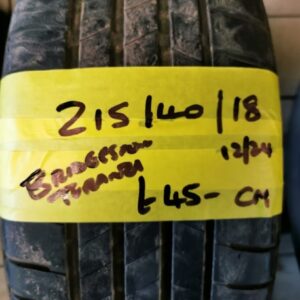 215/40/18
BRIDGESTONE 12/24
TURANZA
£45- CM